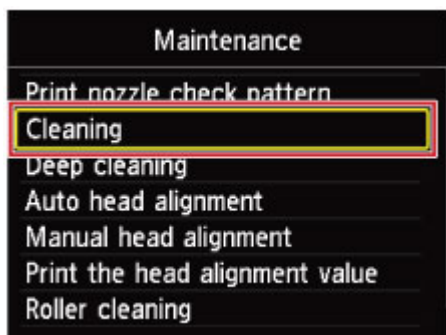 Maintenance
Print nozzle check pattern
Cleaning
Deep cleaning
Auto head alignment
Manual head alignment
Print the head alignment value
Roller cleaning